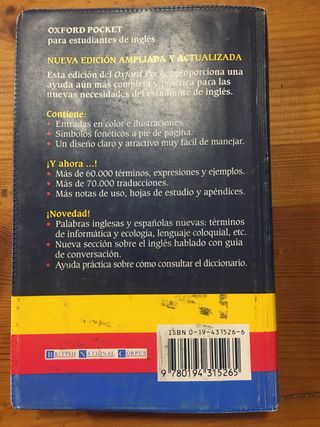 OXFORD POCKET
para estudiantes de inglés
NUEVA EDICIÓN AMPLIADA Y ACTUALIZADA
Esta edición del Oxford Pocket proporciona una
ayuda aún más completa y práctica para las
nuevas necesidades del estudiante de inglés.
Contiene:
• Entradas en color e ilustraciones.
• Símbolos fonéticos a pie de página.
• Un diseño claro y atractivo muy fácil de manejar.
¡Y ahora ...!
• Más de 60.000 términos, expresiones y ejemplos.
• Más de 70.000 traducciones.
• Más notas de uso, hojas de estudio y apéndices.
¡Novedad!
• Palabras inglesas y españolas nuevas: términos
de informática y ecología, lenguaje coloquial, etc.
• Nueva sección sobre el inglés hablado con guía
de conversación.
• Ayuda práctica sobre cómo consultar el diccionario.
ISBN 0-19-431526-6
9 780194 315265
BRITISH NATIONAL CORPUS